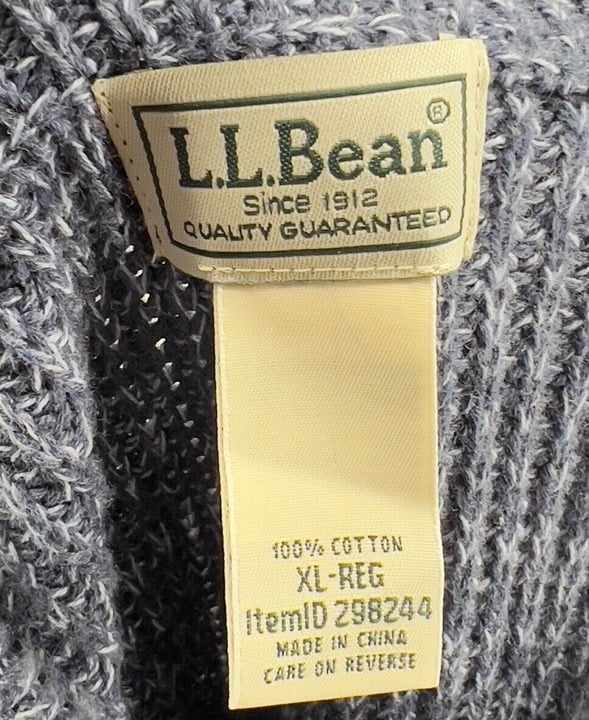 L.L.Bean®
Since 1912
QUALITY GUARANTEED
100% COTTON
XL-REG
ItemID 298244
MADE IN CHINA
CARE ON REVERSE